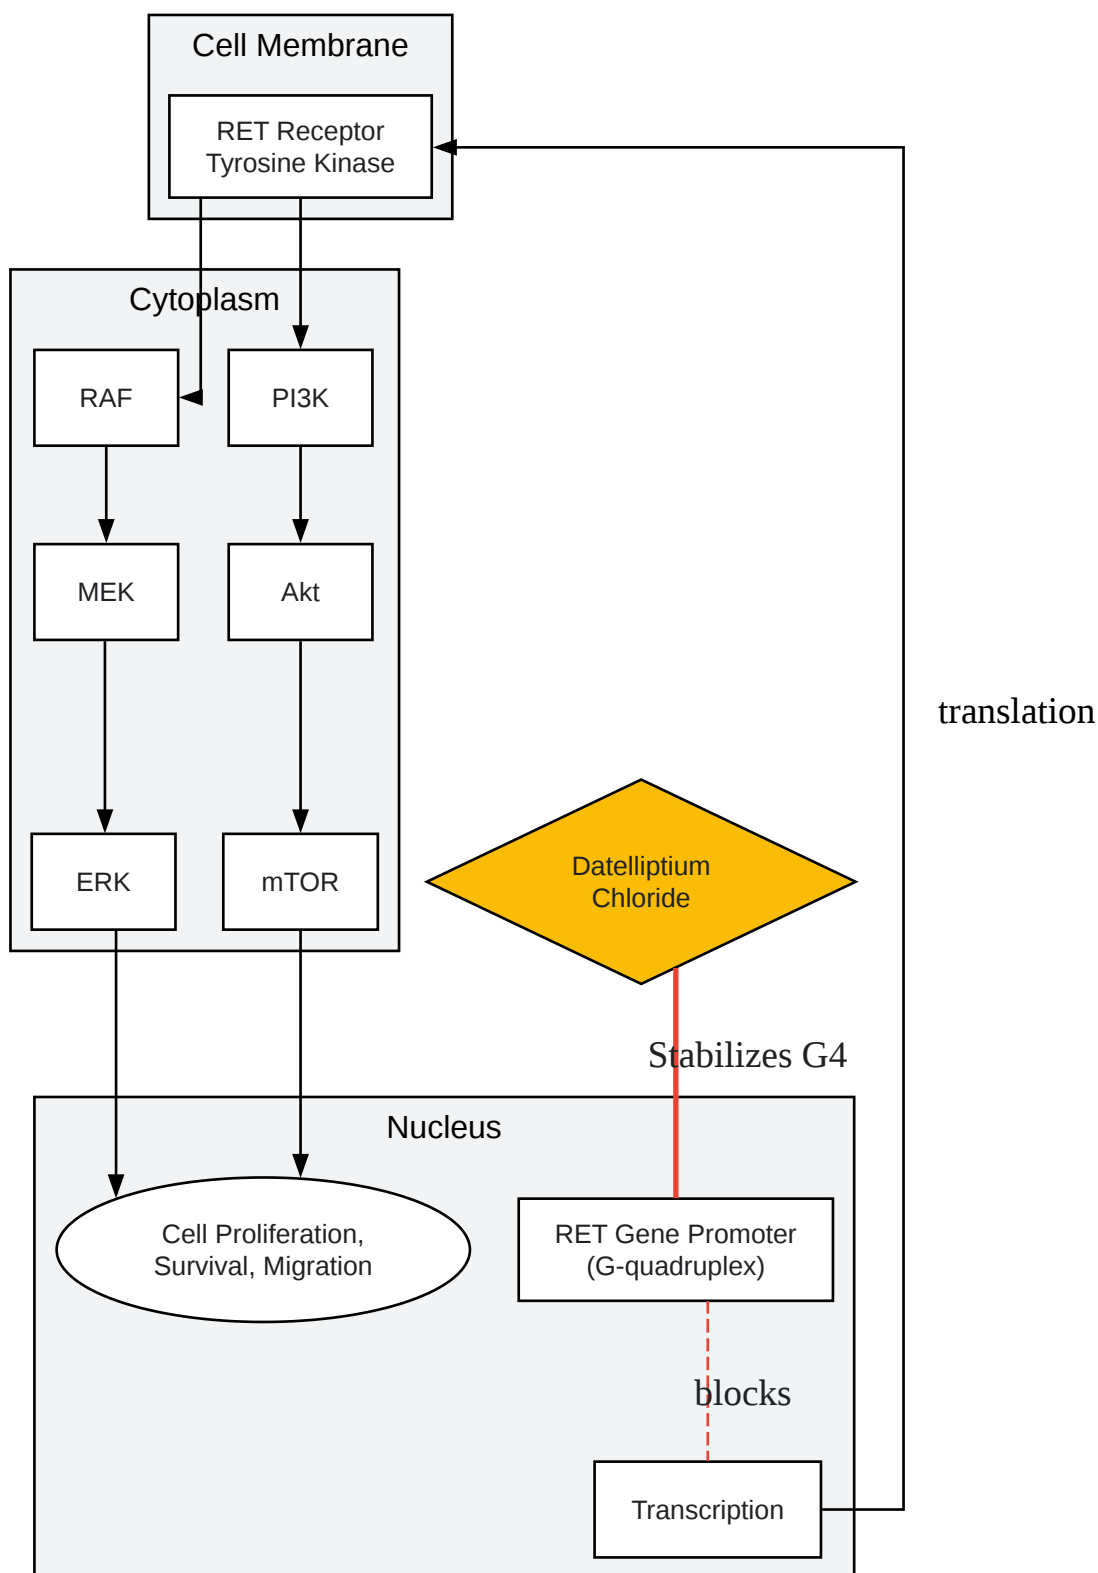 Cell Membrane
RET Receptor
Tyrosine Kinase
Cytoplasm
RAF
PI3K
MEK
Akt
translation
Datelliptium
Chloride
ERK
mTOR
Stabilizes G4
Nucleus
Cell Proliferation,
Survival, Migration
RET Gene Promoter
(G-quadruplex)
blocks
Transcription